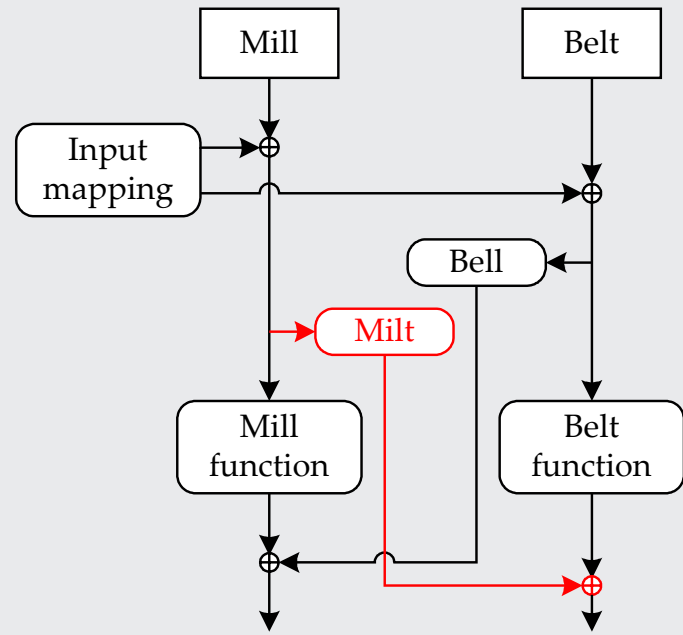 Mill
Belt
Input
mapping
Bell
Milt
Mill
function
Belt
function